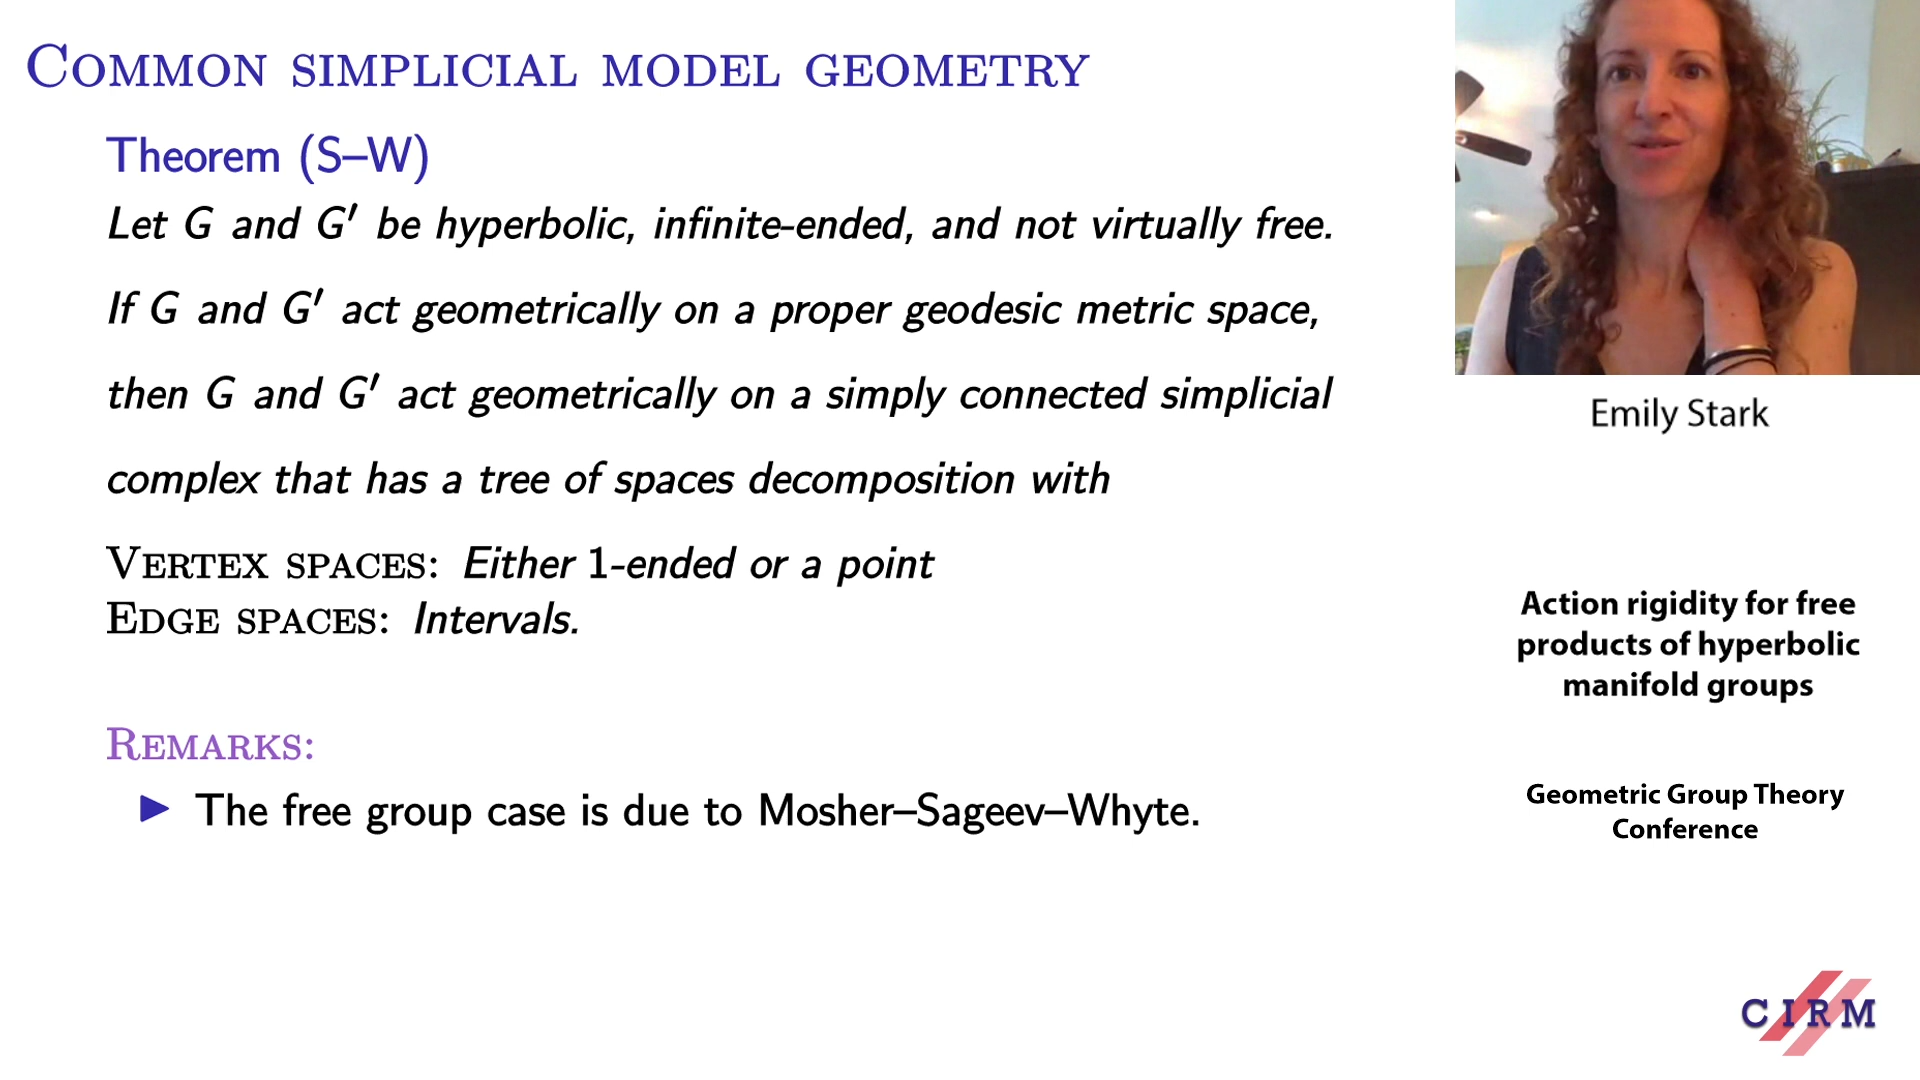 COMMON SIMPLICIAL MODEL GEOMETRY
Theorem (S–W)
Let G and G′ be hyperbolic, infinite-ended, and not virtually free.
If G and G′ act geometrically on a proper geodesic metric space,
then G and G′ act geometrically on a simply connected simplicial
complex that has a tree of spaces decomposition with
VERTEX SPACES: Either 1-ended or a point
EDGE SPACES: Intervals.
REMARKS:
▶ The free group case is due to Mosher–Sageev–Whyte.
Emily Stark
Action rigidity for free
products of hyperbolic
manifold groups
Geometric Group Theory
Conference
CIRM